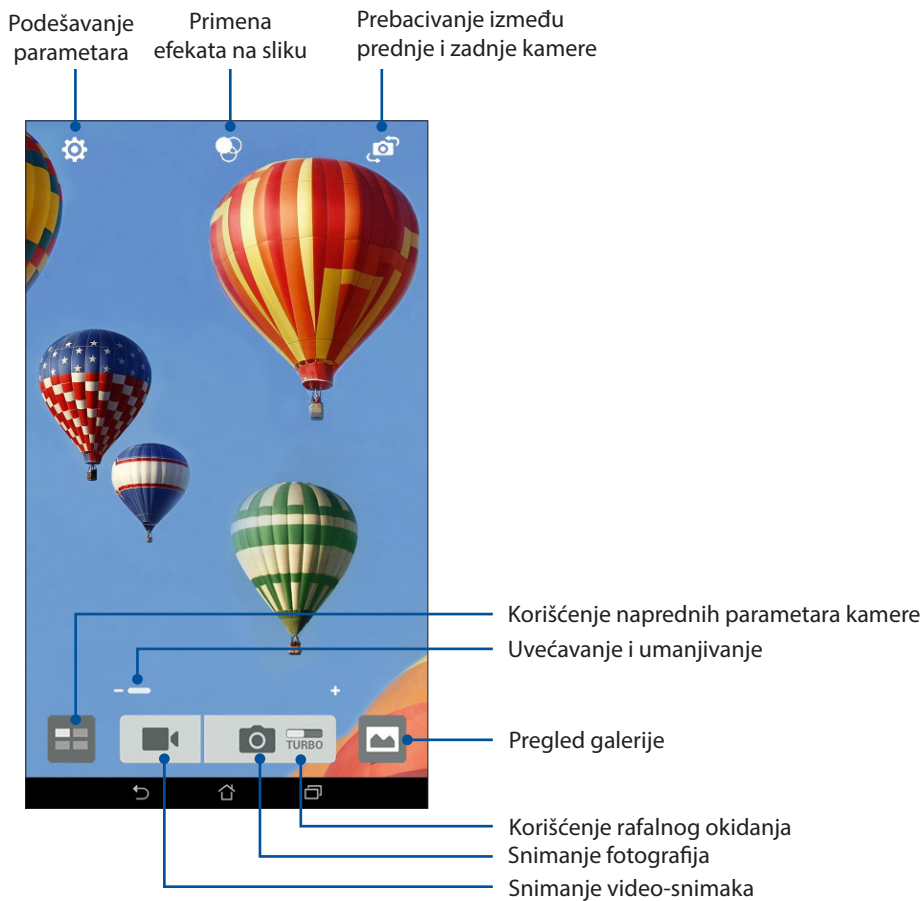 Podešavanje
parametara
Primena
efekata na sliku
Prebacivanje između
prednje i zadnje kamere
Korišćenje naprednih parametara kamere
Uvećavanje i umanjivanje
TURBO
Pregled galerije
Korišćenje rafalnog okidanja
Snimanje fotografija
Snimanje video-snimaka